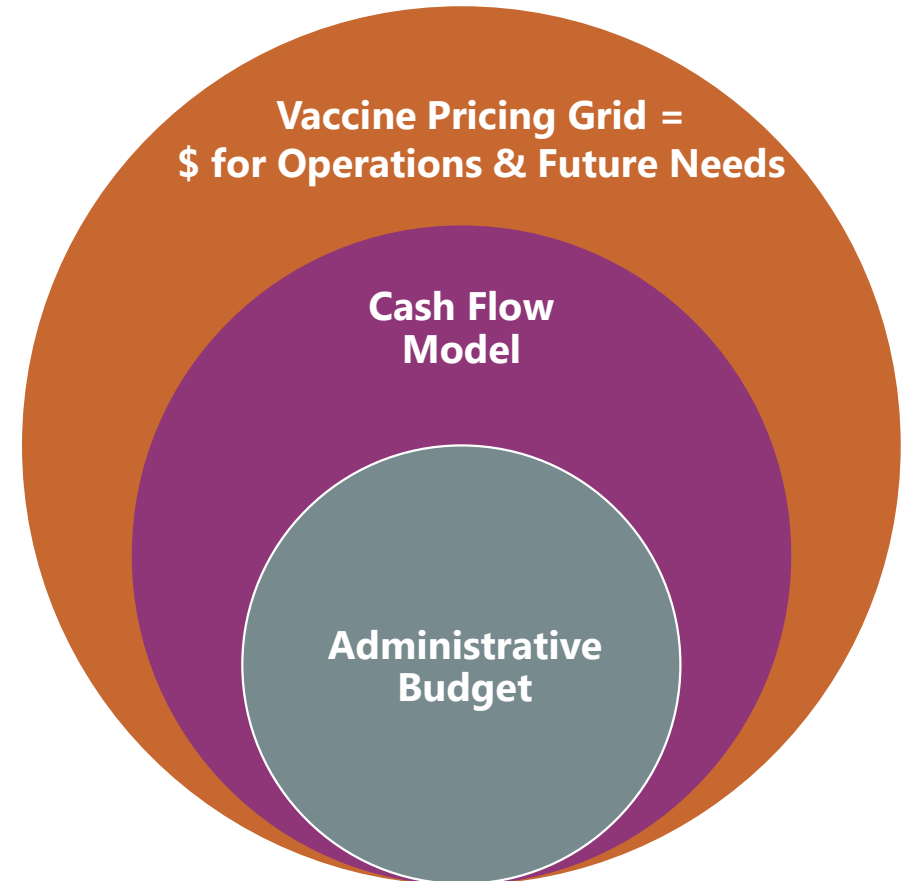 Vaccine Pricing Grid =
$ for Operations & Future Needs
Cash Flow
Model
Administrative
Budget